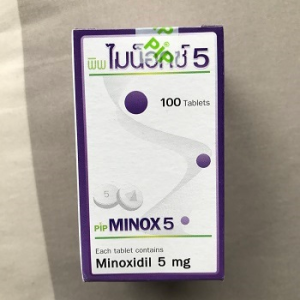 PIP
พิพ ไมน็อกซ์ 5
100 Tablets
5
PIP MINOX 5
Each tablet contains
Minoxidil 5 mg